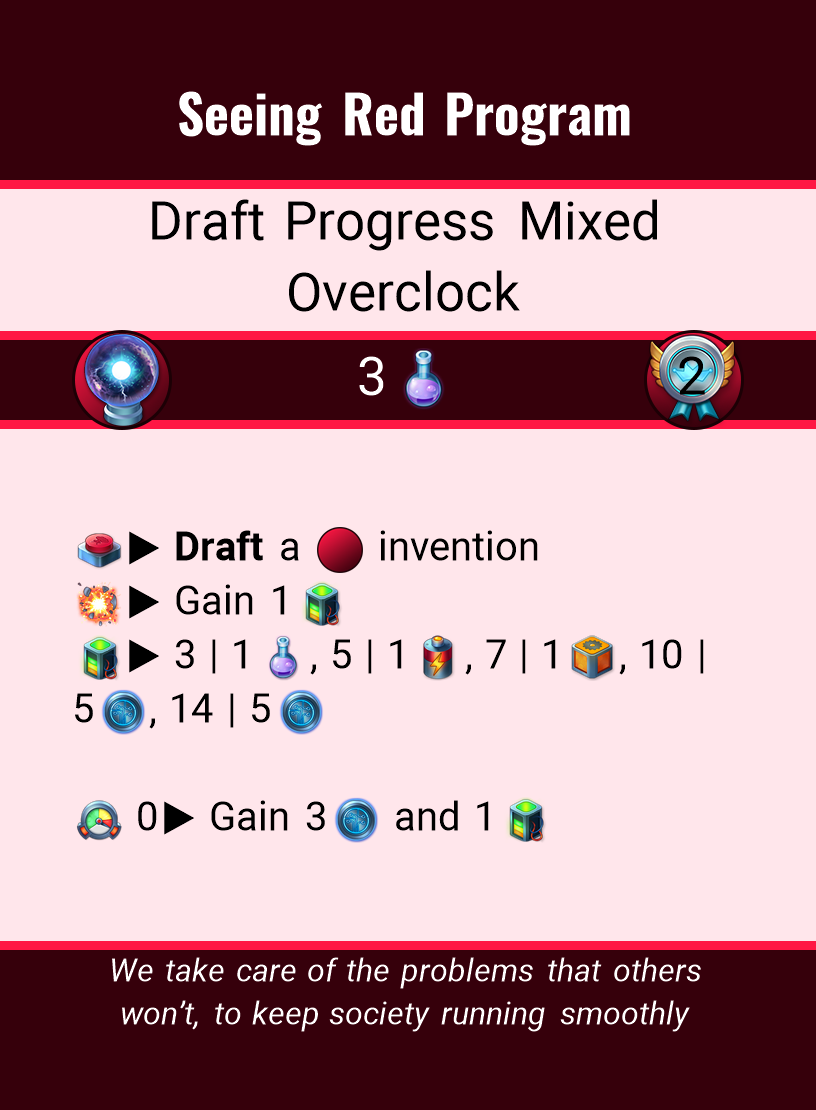 Seeing Red Program
Draft Progress Mixed
Overclock
3
2
▶ Draft a invention
▶ Gain 1
▶ 3 | 1 , 5 | 1 , 7 | 1 , 10 |
5 , 14 | 5
0▶ Gain 3 and 1
We take care of the problems that others
won’t, to keep society running smoothly